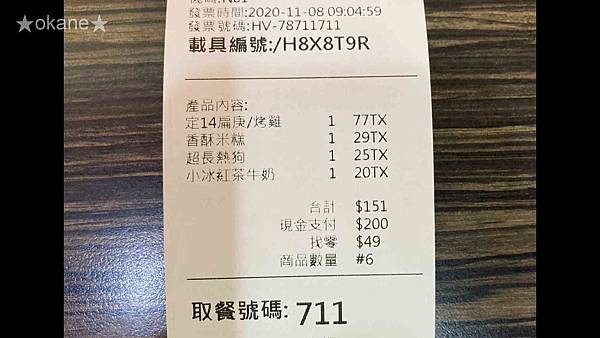 ★okane★
機碼:No1
發票時間:2020-11-08 09:04:59
發票號碼:HV-78711711
載具編號:/H8X8T9R
產品內容:
定14扁庚/烤雞 1 77TX
香酥米糕 1 29TX
超長熱狗 1 25TX
小冰紅茶牛奶 1 20TX
合計 $151
現金支付 $200
找零 $49
商品數量 #6
取餐號碼: 711